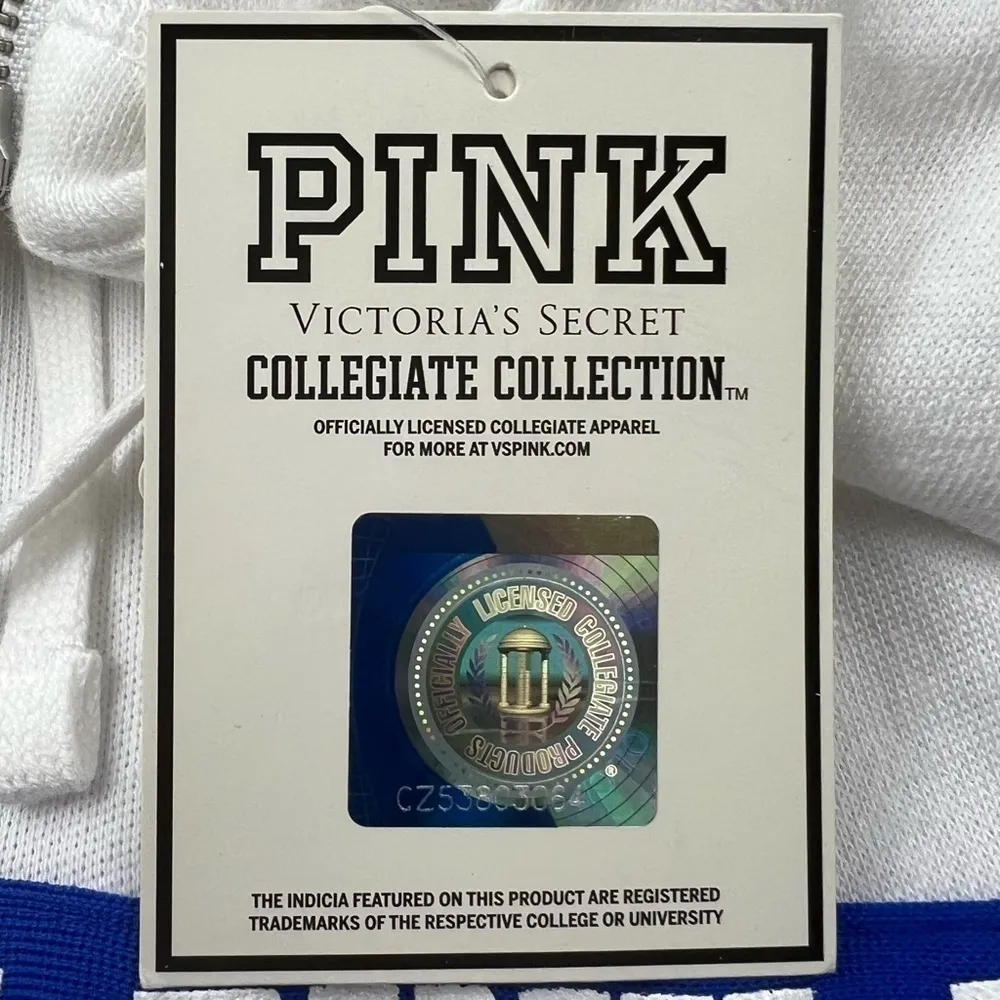 PINK
VICTORIA'S SECRET
COLLEGIATE COLLECTION™
OFFICIALLY LICENSED COLLEGIATE APPAREL
FOR MORE AT VSPINK.COM
OFFICIALLY LICENSED COLLEGIATE PRODUCTS ®
CZ53803064
THE INDICIA FEATURED ON THIS PRODUCT ARE REGISTERED
TRADEMARKS OF THE RESPECTIVE COLLEGE OR UNIVERSITY